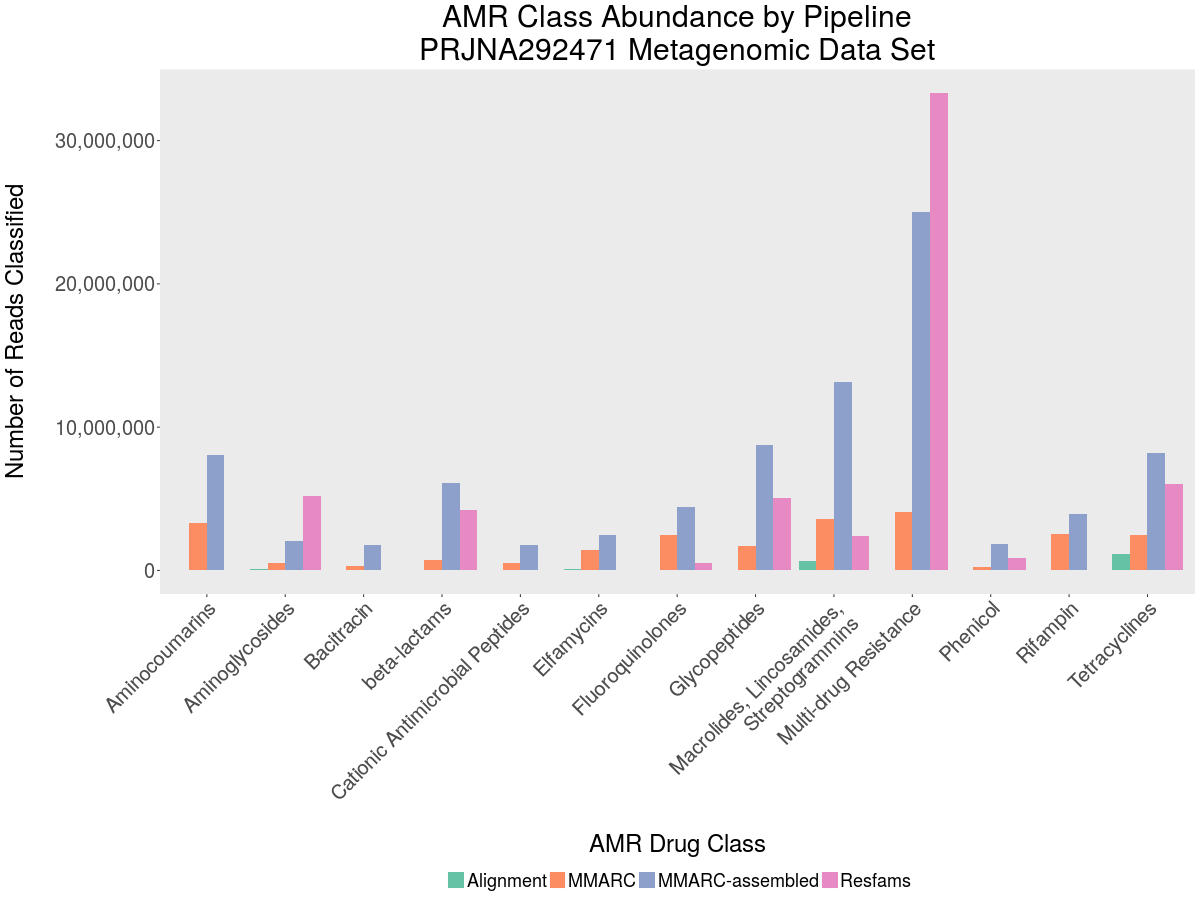 AMR Class Abundance by Pipeline
PRJNA292471 Metagenomic Data Set
Number of Reads Classified
30,000,000
20,000,000
10,000,000
0
Aminocoumarins
Aminoglycosides
Bacitracin
beta-lactams
Cationic Antimicrobial Peptides
Elfamycins
Fluoroquinolones
Glycopeptides
Macrolides, Lincosamides,
Streptogrammins
Multi-drug Resistance
Phenicol
Rifampin
Tetracyclines
AMR Drug Class
Alignment MMARC MMARC-assembled Resfams